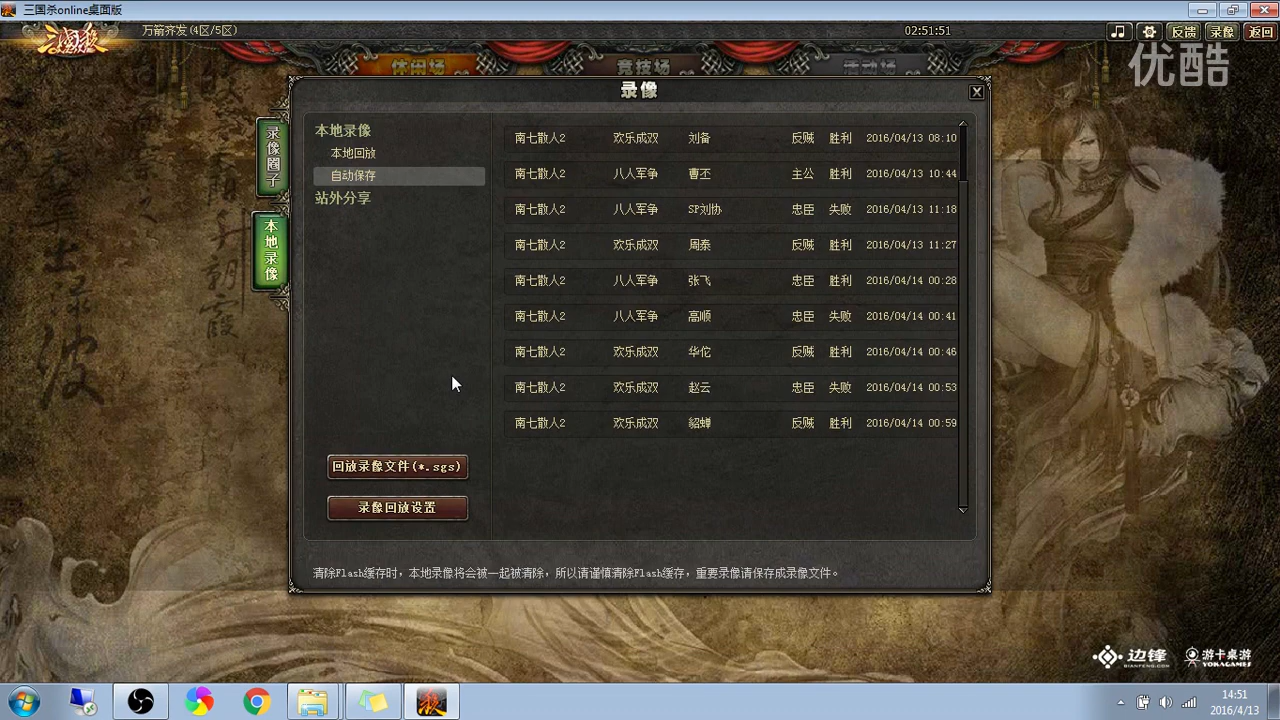 三国杀online桌面版
三国杀
万箭齐发(4区/5区)
02:51:51
反馈
录像
返回
优酷
休闲场
竞技场
活动场
录像
X
录像圈子
本地录像
本地录像
本地回放
自动保存
站外分享
南七散人2 欢乐成双 刘备 反贼 胜利 2016/04/13 08:10
南七散人2 八人军争 曹丕 主公 胜利 2016/04/13 10:44
南七散人2 八人军争 SP刘协 忠臣 失败 2016/04/13 11:18
南七散人2 欢乐成双 周泰 反贼 胜利 2016/04/13 11:27
南七散人2 八人军争 张飞 忠臣 胜利 2016/04/14 00:28
南七散人2 八人军争 高顺 忠臣 失败 2016/04/14 00:41
南七散人2 欢乐成双 华佗 反贼 胜利 2016/04/14 00:46
南七散人2 欢乐成双 赵云 忠臣 失败 2016/04/14 00:53
南七散人2 欢乐成双 貂蝉 反贼 胜利 2016/04/14 00:59
回放录像文件(*.sgs)
录像回放设置
清除Flash缓存时，本地录像将会被一起被清除，所以请谨慎清除Flash缓存，重要录像请保存成录像文件。
边锋
BIANFENG.COM
游卡桌游
YOKAGAMES
14:51
2016/4/13